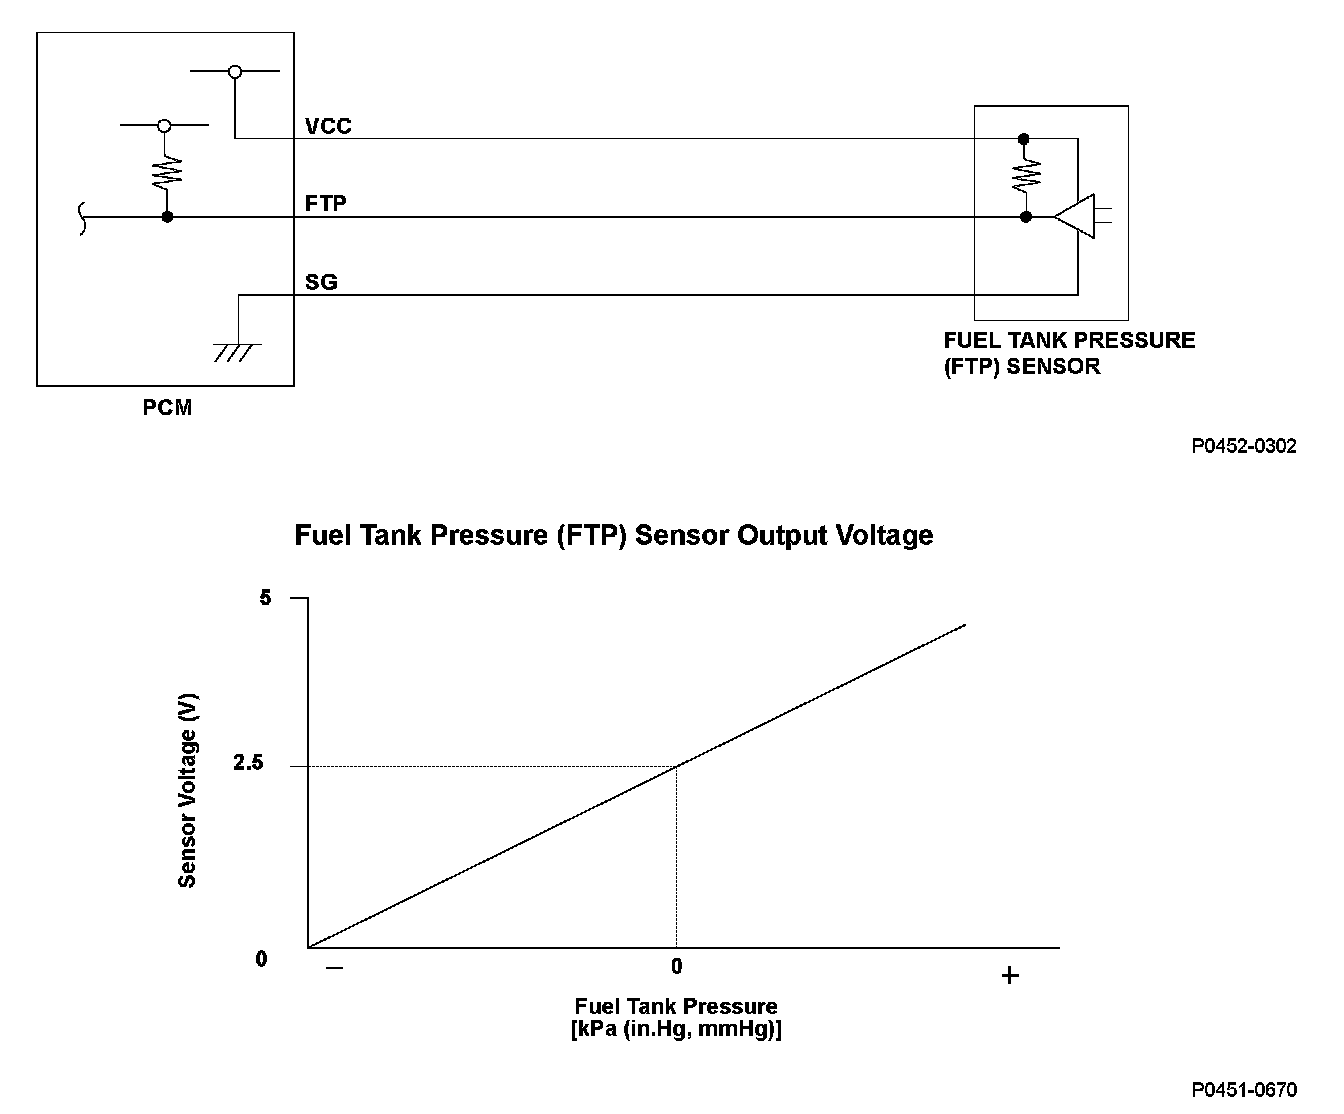 VCC
FTP
SG
PCM
FUEL TANK PRESSURE
(FTP) SENSOR
P0452-0302
Fuel Tank Pressure (FTP) Sensor Output Voltage
5
2.5
0
Sensor Voltage (V)
– 0 +
Fuel Tank Pressure
[kPa (in.Hg, mmHg)]
P0451-0670